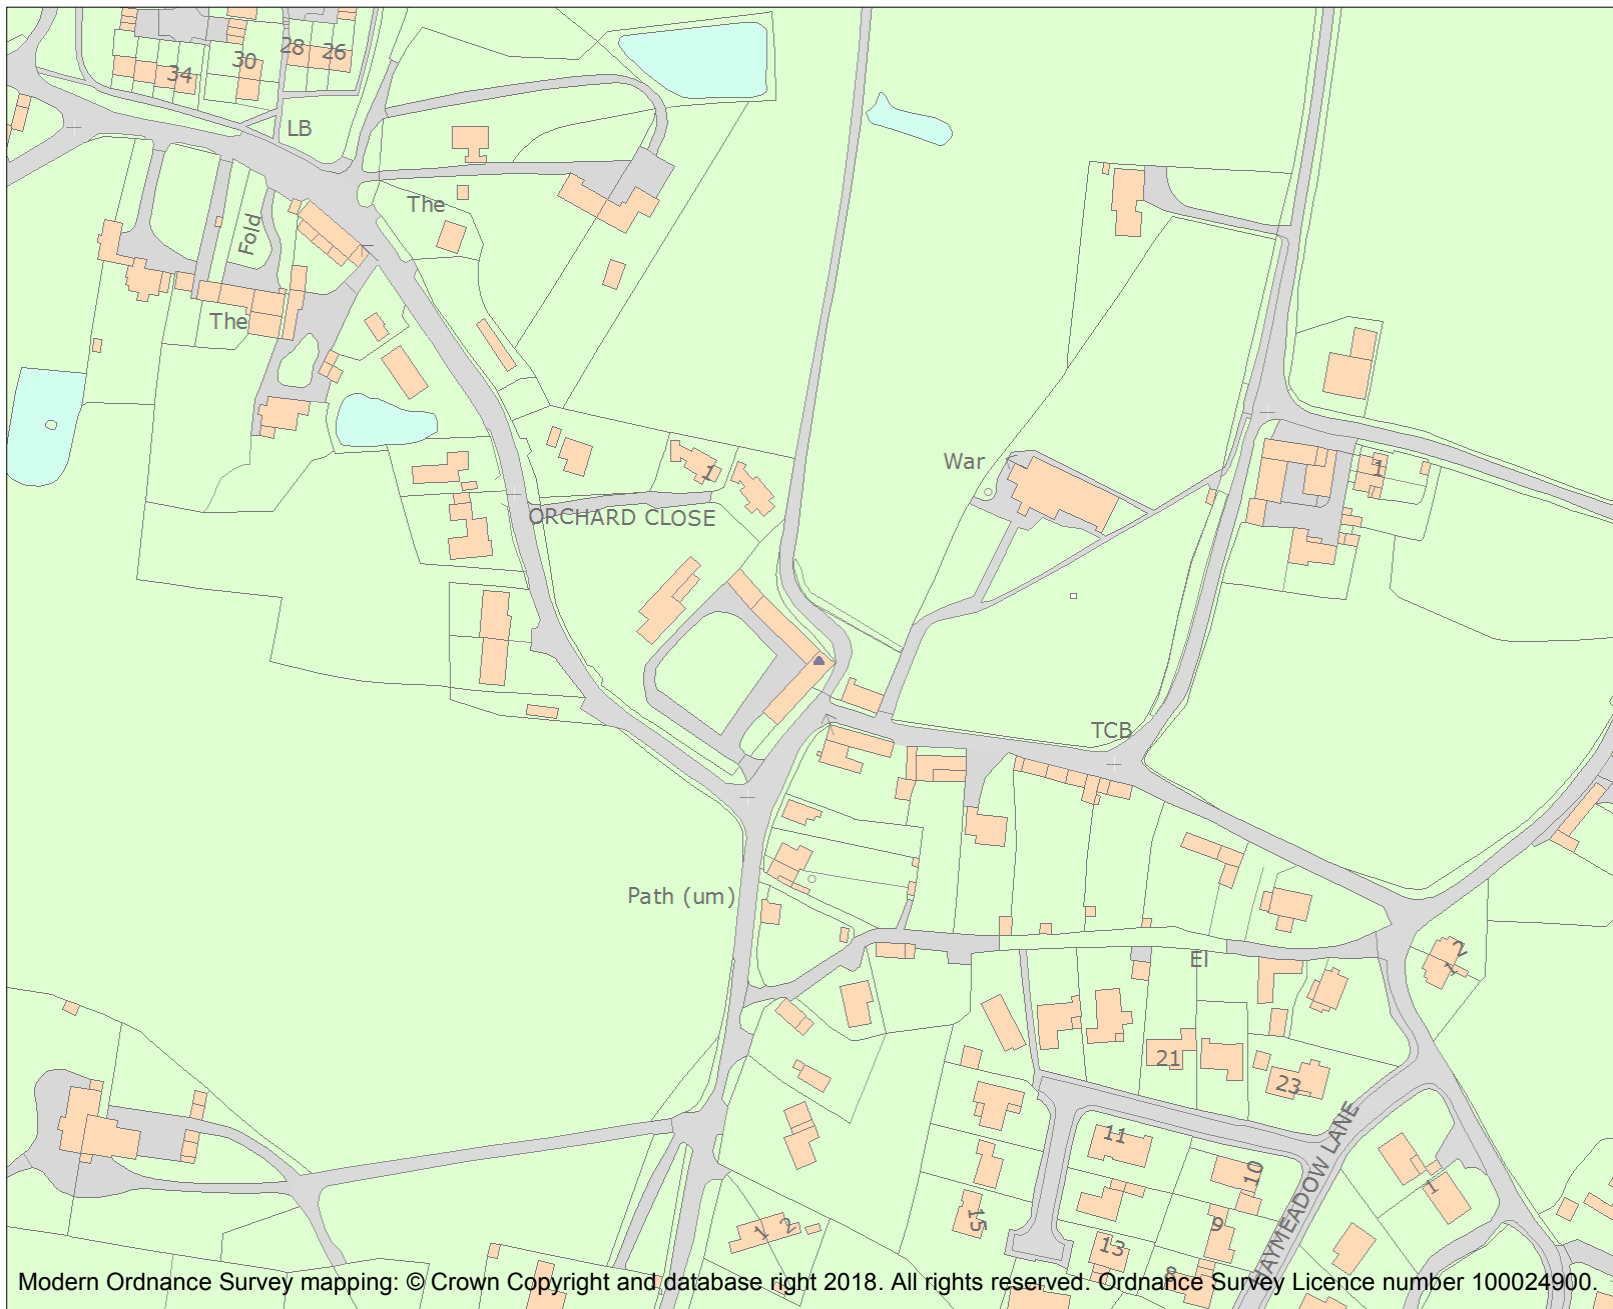 28
26
30
34
LB
The
Fold
The
War
1
1
ORCHARD CLOSE
TCB
Path (um)
El
2
1
21
23
11
10
HAYMEADOW LANE
1
15
9
1 2
13
8
Modern Ordnance Survey mapping: © Crown Copyright and database right 2018. All rights reserved. Ordnance Survey Licence number 100024900.